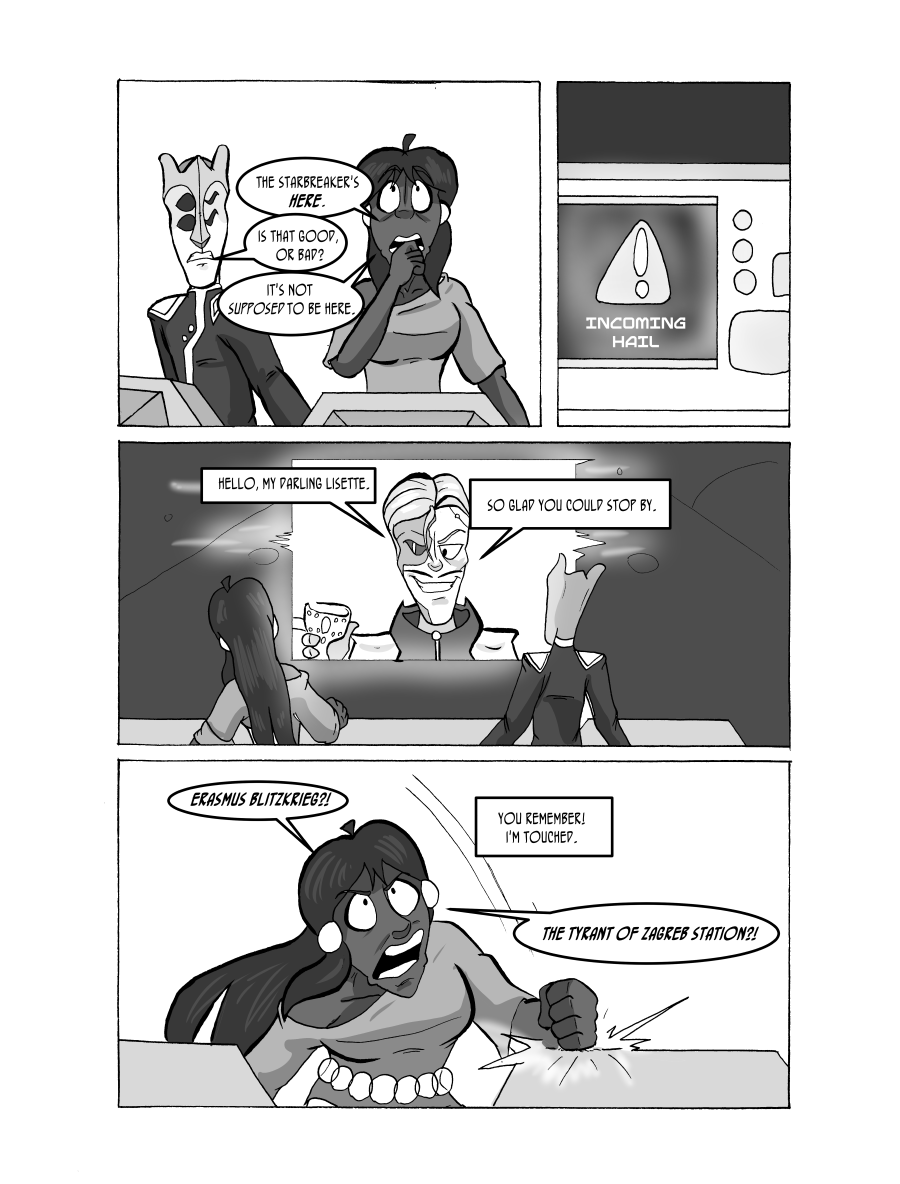 THE STARBREAKER'S
HERE.
IS THAT GOOD,
OR BAD?
IT'S NOT
SUPPOSED TO BE HERE.
INCOMING
HAIL
HELLO, MY DARLING LISETTE.
SO GLAD YOU COULD STOP BY.
ERASMUS BLITZKRIEG?!
YOU REMEMBER!
I'M TOUCHED.
THE TYRANT OF ZAGREB STATION?!